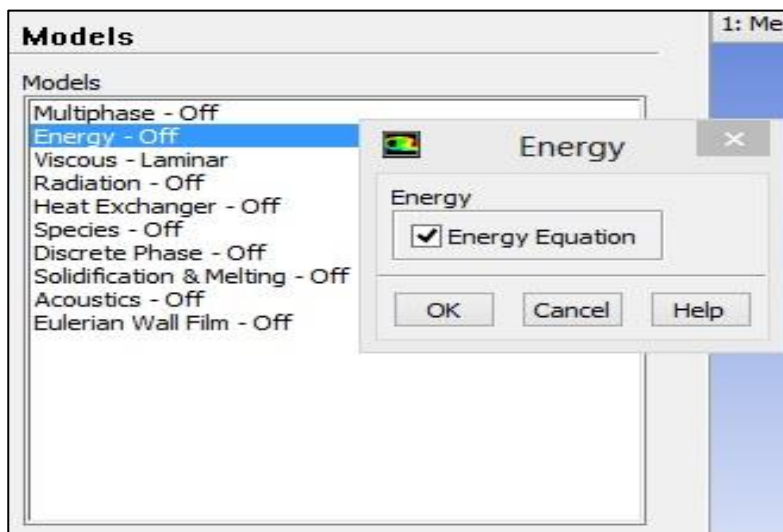 Models
1: Me
Models
Multiphase - Off
Energy - Off
Viscous - Laminar
Radiation - Off
Heat Exchanger - Off
Species - Off
Discrete Phase - Off
Solidification & Melting - Off
Acoustics - Off
Eulerian Wall Film - Off
Energy
Energy
Energy Equation
OK Cancel Help